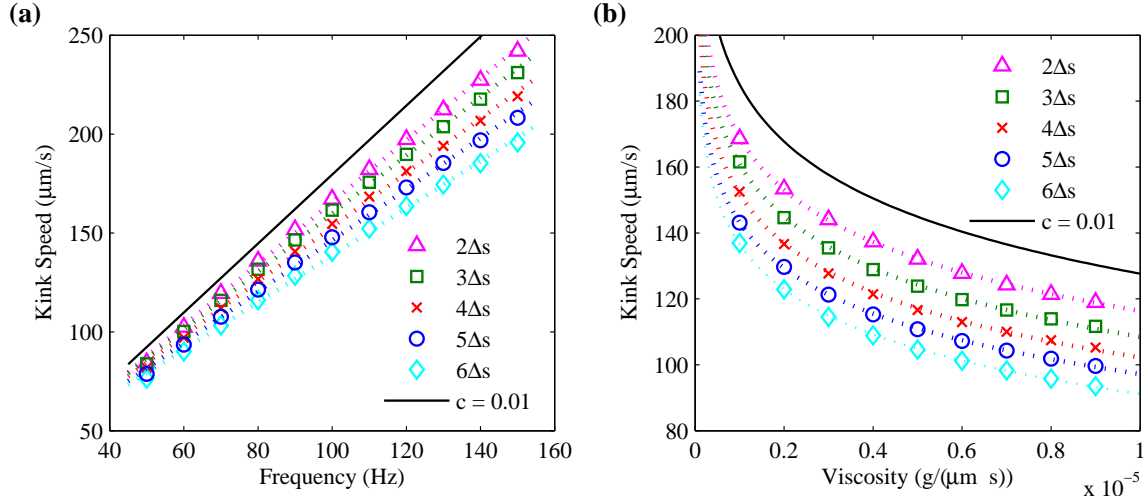 (a)
250
200
150
100
50
Kink Speed (μm/s)
40 60 80 100 120 140 160
Frequency (Hz)
2Δs
3Δs
4Δs
5Δs
6Δs
c = 0.01
(b)
200
180
160
140
120
100
80
Kink Speed (μm/s)
0 0.2 0.4 0.6 0.8 1
Viscosity (g/(μm s))
x 10⁻⁵
2Δs
3Δs
4Δs
5Δs
6Δs
c = 0.01